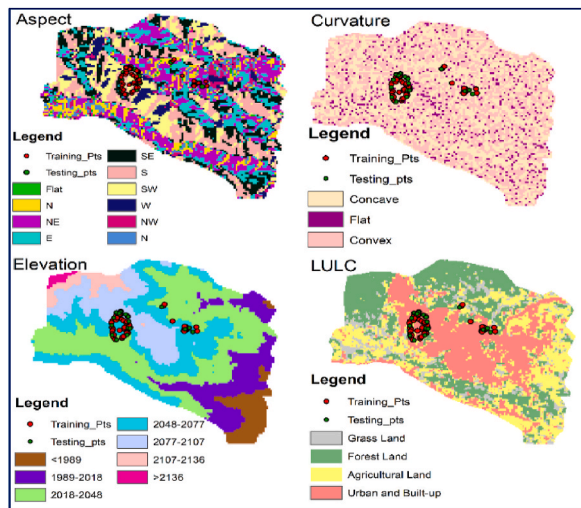 Aspect
Legend
Training_Pts
Testing_pts
Flat
N
NE
E
SE
S
SW
W
NW
N
Curvature
Legend
Training_Pts
Testing_pts
Concave
Flat
Convex
Elevation
Legend
Training_Pts
Testing_pts
<1989
1989-2018
2018-2048
2048-2077
2077-2107
2107-2136
>2136
LULC
Legend
Training_Pts
Testing_pts
Grass Land
Forest Land
Agricultural Land
Urban and Built-up